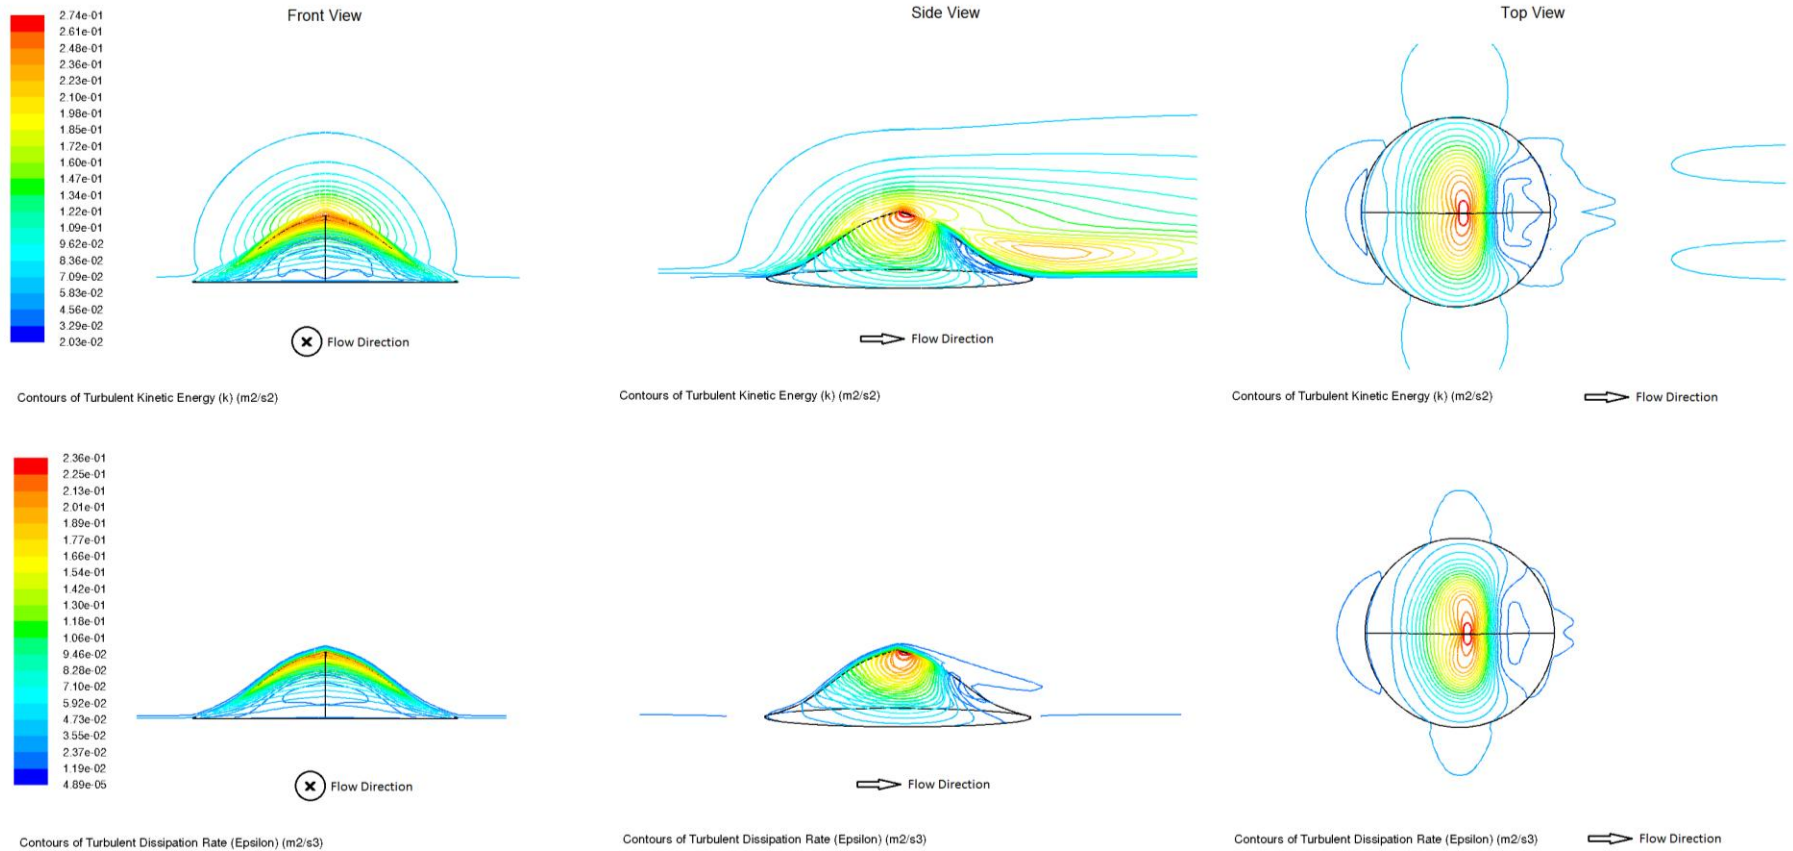 Front View
Side View
Top View
2.74e-01
2.61e-01
2.48e-01
2.36e-01
2.23e-01
2.10e-01
1.98e-01
1.85e-01
1.72e-01
1.60e-01
1.47e-01
1.34e-01
1.22e-01
1.09e-01
9.62e-02
8.36e-02
7.09e-02
5.83e-02
4.56e-02
3.29e-02
2.03e-02
Flow Direction
Flow Direction
Contours of Turbulent Kinetic Energy (k) (m2/s2)
Contours of Turbulent Kinetic Energy (k) (m2/s2)
Contours of Turbulent Kinetic Energy (k) (m2/s2)
Flow Direction
2.36e-01
2.25e-01
2.13e-01
2.01e-01
1.89e-01
1.77e-01
1.66e-01
1.54e-01
1.42e-01
1.30e-01
1.18e-01
1.06e-01
9.46e-02
8.28e-02
7.10e-02
5.92e-02
4.73e-02
3.55e-02
2.37e-02
1.19e-02
4.89e-05
Flow Direction
Flow Direction
Contours of Turbulent Dissipation Rate (Epsilon) (m2/s3)
Contours of Turbulent Dissipation Rate (Epsilon) (m2/s3)
Contours of Turbulent Dissipation Rate (Epsilon) (m2/s3)
Flow Direction